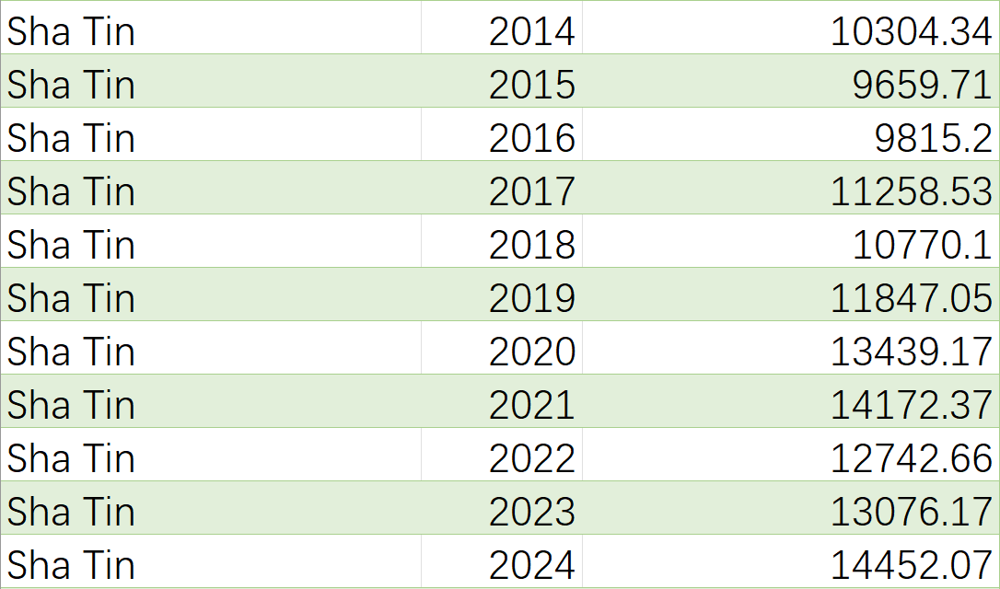 Sha Tin 2014 10304.34
Sha Tin 2015 9659.71
Sha Tin 2016 9815.2
Sha Tin 2017 11258.53
Sha Tin 2018 10770.1
Sha Tin 2019 11847.05
Sha Tin 2020 13439.17
Sha Tin 2021 14172.37
Sha Tin 2022 12742.66
Sha Tin 2023 13076.17
Sha Tin 2024 14452.07